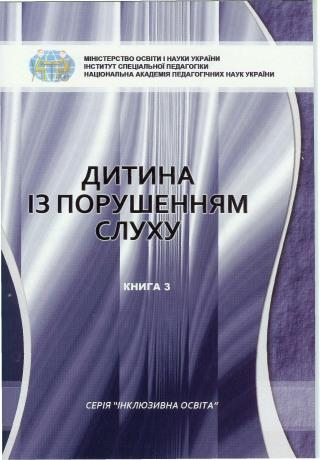 МІНІСТЕРСТВО ОСВІТИ І НАУКИ УКРАЇНИ
ІНСТИТУТ СПЕЦІАЛЬНОЇ ПЕДАГОГІКИ
НАЦІОНАЛЬНА АКАДЕМІЯ ПЕДАГОГІЧНИХ НАУК УКРАЇНИ
ДИТИНА
ІЗ ПОРУШЕННЯМ
СЛУХУ
КНИГА 3
СЕРІЯ "ІНКЛЮЗИВНА ОСВІТА"